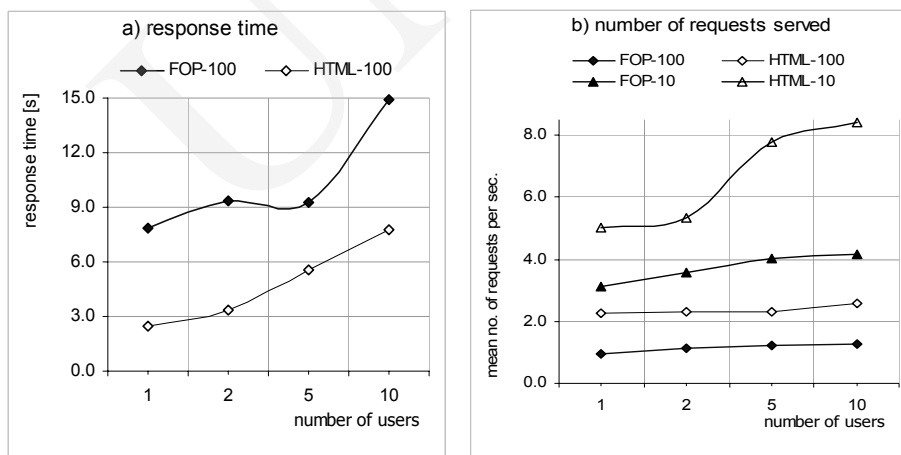 a) response time
FOP-100 HTML-100
response time [s]
15.0
12.0
9.0
6.0
3.0
0.0
1 2 5 10
number of users
b) number of requests served
FOP-100 HTML-100
FOP-10 HTML-10
mean no. of requests per sec.
8.0
6.0
4.0
2.0
0.0
1 2 5 10
number of users